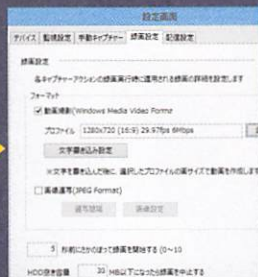 設定画面
デバイス 監視設定 手動キャプチャー 録画設定 配信設定
録画設定
各キャプチャーアクションの録画実行時に適用される録画の詳細を設定します
フォーマット
動画撮影(Windows Media Video Forma
プロファイル 1280x720 (16:9) 29.97fps 6Mbps
文字書き込み設定
※文字書き込んだ後に、選択したプロファイルの画サイズで動画を作成します
静画連写(JPEG Format)
連写間隔 画像設定
5 秒前にさかのぼって録画を開始する (0～10
HDD空き容量 20 MB以下になったら録画を中止する